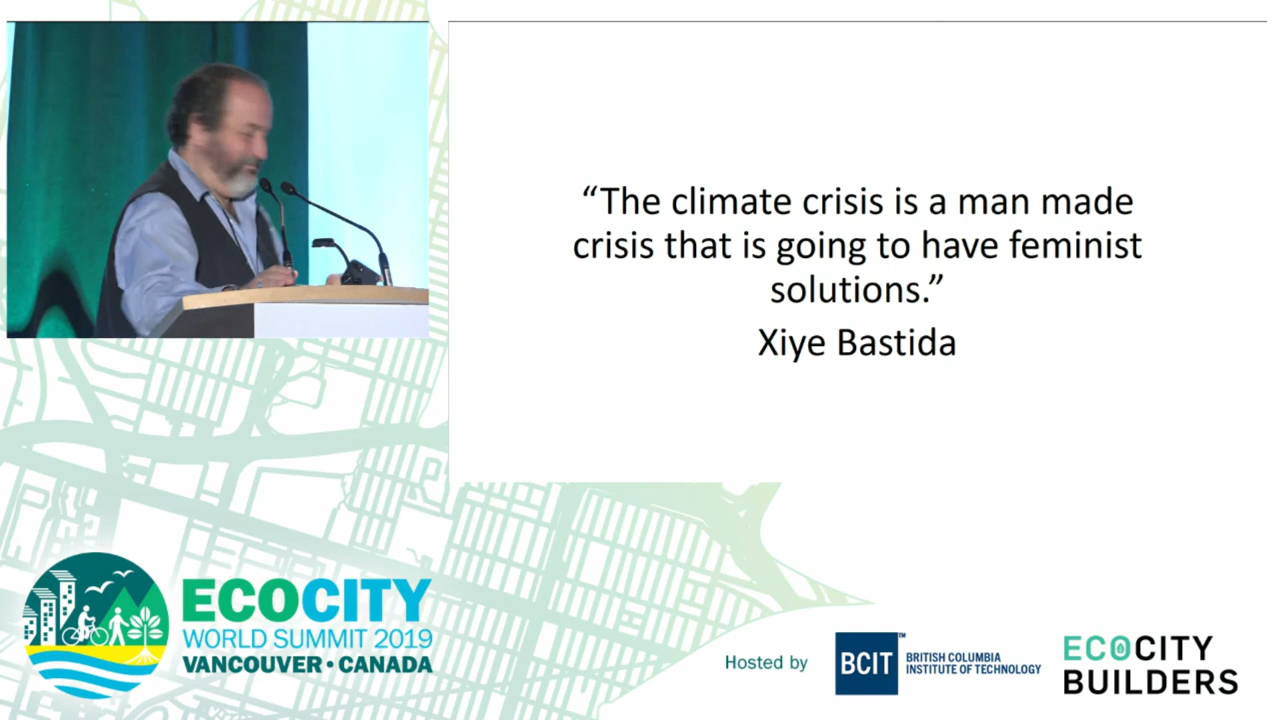 “The climate crisis is a man made
crisis that is going to have feminist
solutions.”
Xiye Bastida
ECOCITY
WORLD SUMMIT 2019
VANCOUVER • CANADA
Hosted by
BCIT™
BRITISH COLUMBIA
INSTITUTE OF TECHNOLOGY
ECOCITY
BUILDERS